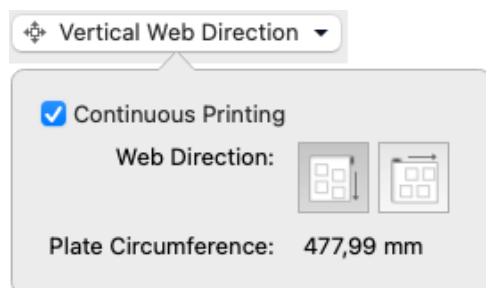 Vertical Web Direction
Continuous Printing
Web Direction:
Plate Circumference: 477,99 mm